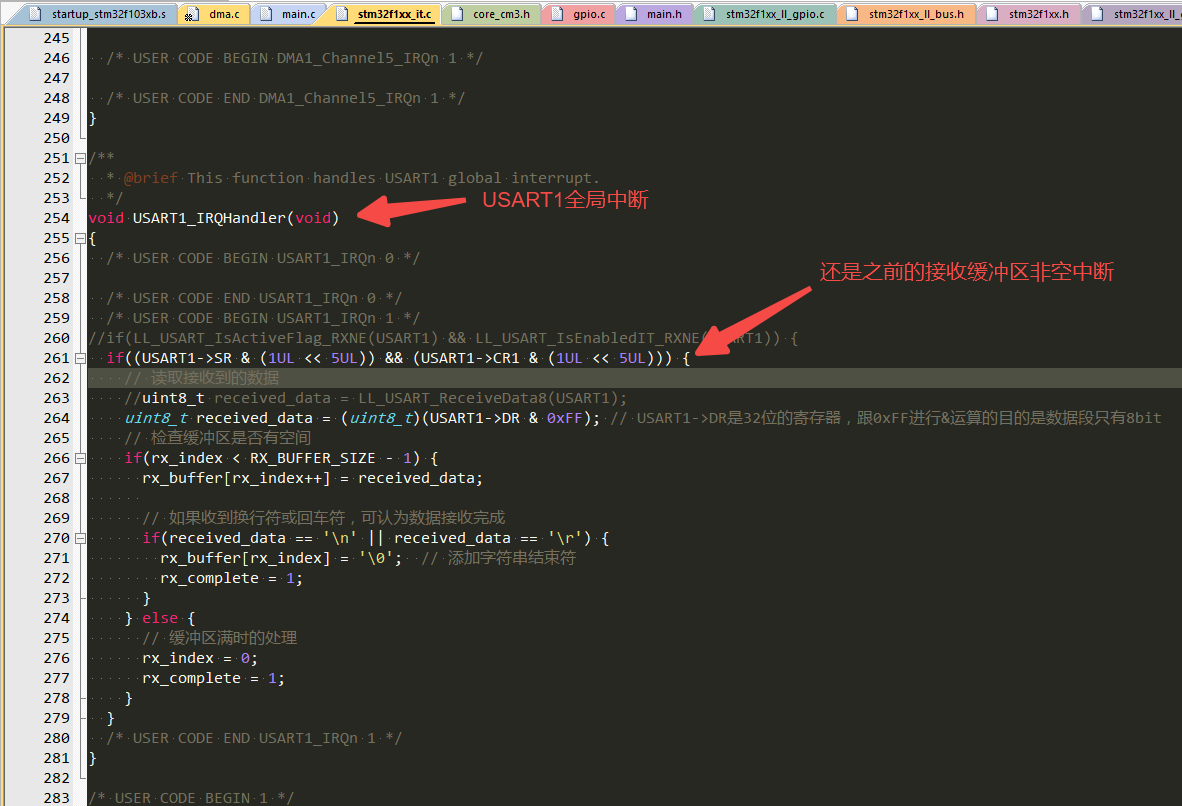 startup_stm32f103xb.s dma.c main.c stm32f1xx_it.c core_cm3.h gpio.c main.h stm32f1xx_ll_gpio.c stm32f1xx_ll_bus.h stm32f1xx.h stm32f1xx_ll_
245
246 /* USER CODE BEGIN DMA1_Channel5_IRQn 1 */
247
248 /* USER CODE END DMA1_Channel5_IRQn 1 */
249 }
250
251 /**
252 * @brief This function handles USART1 global interrupt.
253 */
USART1全局中断
254 void USART1_IRQHandler(void)
255 {
256 /* USER CODE BEGIN USART1_IRQn 0 */
还是之前的接收缓冲区非空中断
257
258 /* USER CODE END USART1_IRQn 0 */
259 /* USER CODE BEGIN USART1_IRQn 1 */
260 //if(LL_USART_IsActiveFlag_RXNE(USART1) && LL_USART_IsEnabledIT_RXNE(USART1)) {
261 if((USART1->SR & (1UL << 5UL)) && (USART1->CR1 & (1UL << 5UL))) {
262 // 读取接收到的数据
263 //uint8_t received_data = LL_USART_ReceiveData8(USART1);
264 uint8_t received_data = (uint8_t)(USART1->DR & 0xFF); // USART1->DR是32位的寄存器，跟0xFF进行&运算的目的是数据段只有8bit
265 // 检查缓冲区是否有空间
266 if(rx_index < RX_BUFFER_SIZE - 1) {
267 rx_buffer[rx_index++] = received_data;
268
269 // 如果收到换行符或回车符，可认为数据接收完成
270 if(received_data == '\n' || received_data == '\r') {
271 rx_buffer[rx_index] = '\0'; // 添加字符串结束符
272 rx_complete = 1;
273 }
274 } else {
275 // 缓冲区满时的处理
276 rx_index = 0;
277 rx_complete = 1;
278 }
279 }
280 /* USER CODE END USART1_IRQn 1 */
281 }
282
283 /* USER CODE BEGIN 1 */